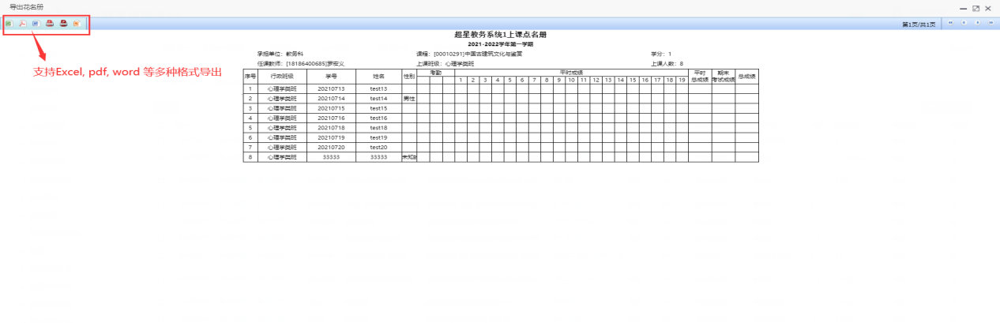 导出花名册
第1页/共1页
支持Excel, pdf, word 等多种格式导出
超星教务系统1上课点名册
2021-2022学年第一学期
承担单位：教务科 课程：[00010291]中国古建筑文化与鉴赏 学分：1
任课教师：[18186400685]罗安义 上课班级：心理学类班 上课人数：8
序号 行政班级 学号 姓名 性别 考勤 平时成绩 平时总成绩 期末考试成绩 总成绩
1 2 3 4 5 6 7 8 9 10 11 12 13 14 15 16 17 18 19
1 心理学类班 20210713 test13
2 心理学类班 20210714 test14 男性
3 心理学类班 20210715 test15
4 心理学类班 20210716 test16
5 心理学类班 20210718 test18
6 心理学类班 20210719 test19
7 心理学类班 20210720 test20
8 心理学类班 33333 33333 未知